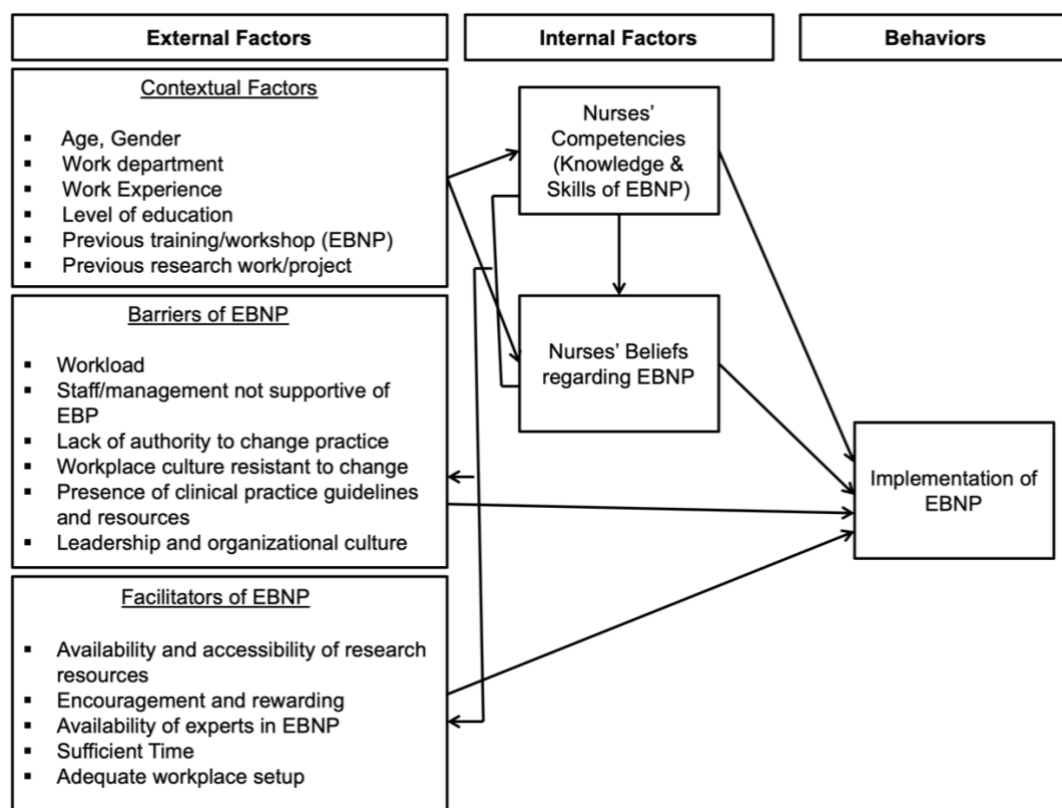 External Factors
Internal Factors
Behaviors
Contextual Factors
▪ Age, Gender
▪ Work department
▪ Work Experience
▪ Level of education
▪ Previous training/workshop (EBNP)
▪ Previous research work/project
Barriers of EBNP
▪ Workload
▪ Staff/management not supportive of
EBP
▪ Lack of authority to change practice
▪ Workplace culture resistant to change
▪ Presence of clinical practice guidelines
and resources
▪ Leadership and organizational culture
Facilitators of EBNP
▪ Availability and accessibility of research
resources
▪ Encouragement and rewarding
▪ Availability of experts in EBNP
▪ Sufficient Time
▪ Adequate workplace setup
Nurses’
Competencies
(Knowledge &
Skills of EBNP)
Nurses’ Beliefs
regarding EBNP
Implementation of
EBNP